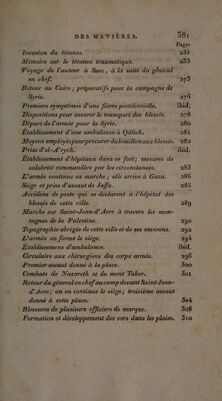 DES MATIÈRES. 381
Pages
Invasion du tétanos. 234
Mémoire sur le tétanos traumatique. 235
Voyage de l'auteur à Suez, à la suite du général
en chef. 273
Retour au Caire; préparatifs pour la campagne de
Syrie. 276
Premiers symptômes d'une fièvre pestilentielle. ibid.
Dispositions pour assurer le transport des blessés. 278
Départ de l'armée pour la Syrie. 280
Établissement d'une ambulance à Qâtieh. 281
Moyens employés pour procurer du bouillon aux blessés. 282
Prise d'el-A'rych. ibid.
Établissement d'hôpitaux dans ce fort; mesures de
salubrité commandées par les circonstances. 283
L'armée continue sa marche; elle arrive à Gaza. 286
Siége et prise d'assaut de Jaffa. 288
Accidens de peste qui se déclarent à l'hôpital des
blessés de cette ville. 289
Marche sur Saint-Jean-d'Acre à travers les mon-
tagnes de la Palestine. 290
Topographie abrégée de cette ville et de ses environs. 292
L'armée en forme le siége. 294
Établissemens d'ambulance. ibid.
Circulaire aux chirurgiens des corps armés. 296
Premier assaut donné à la place. 300
Combats de Nazareth et du mont Tabor. 301
Retour du général en chef au camp devant Saint-Jean-
d'Acre; on en continue le siége; troisième assaut
donné à cette place. 304
Blessures de plusieurs officiers de marque. 308
Formation et développement des vers dans les plaies. 310